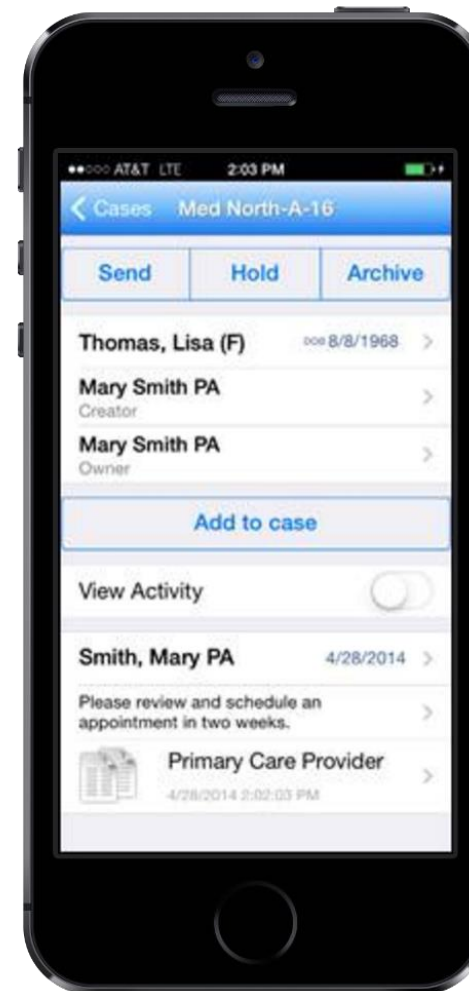 AT&T LTE 2:03 PM
Cases Med North-A-16
Send Hold Archive
Thomas, Lisa (F) DOB 8/8/1968
Mary Smith PA
Creator
Mary Smith PA
Owner
Add to case
View Activity
Smith, Mary PA 4/28/2014
Please review and schedule an
appointment in two weeks.
Primary Care Provider
4/28/2014 2:02:03 PM